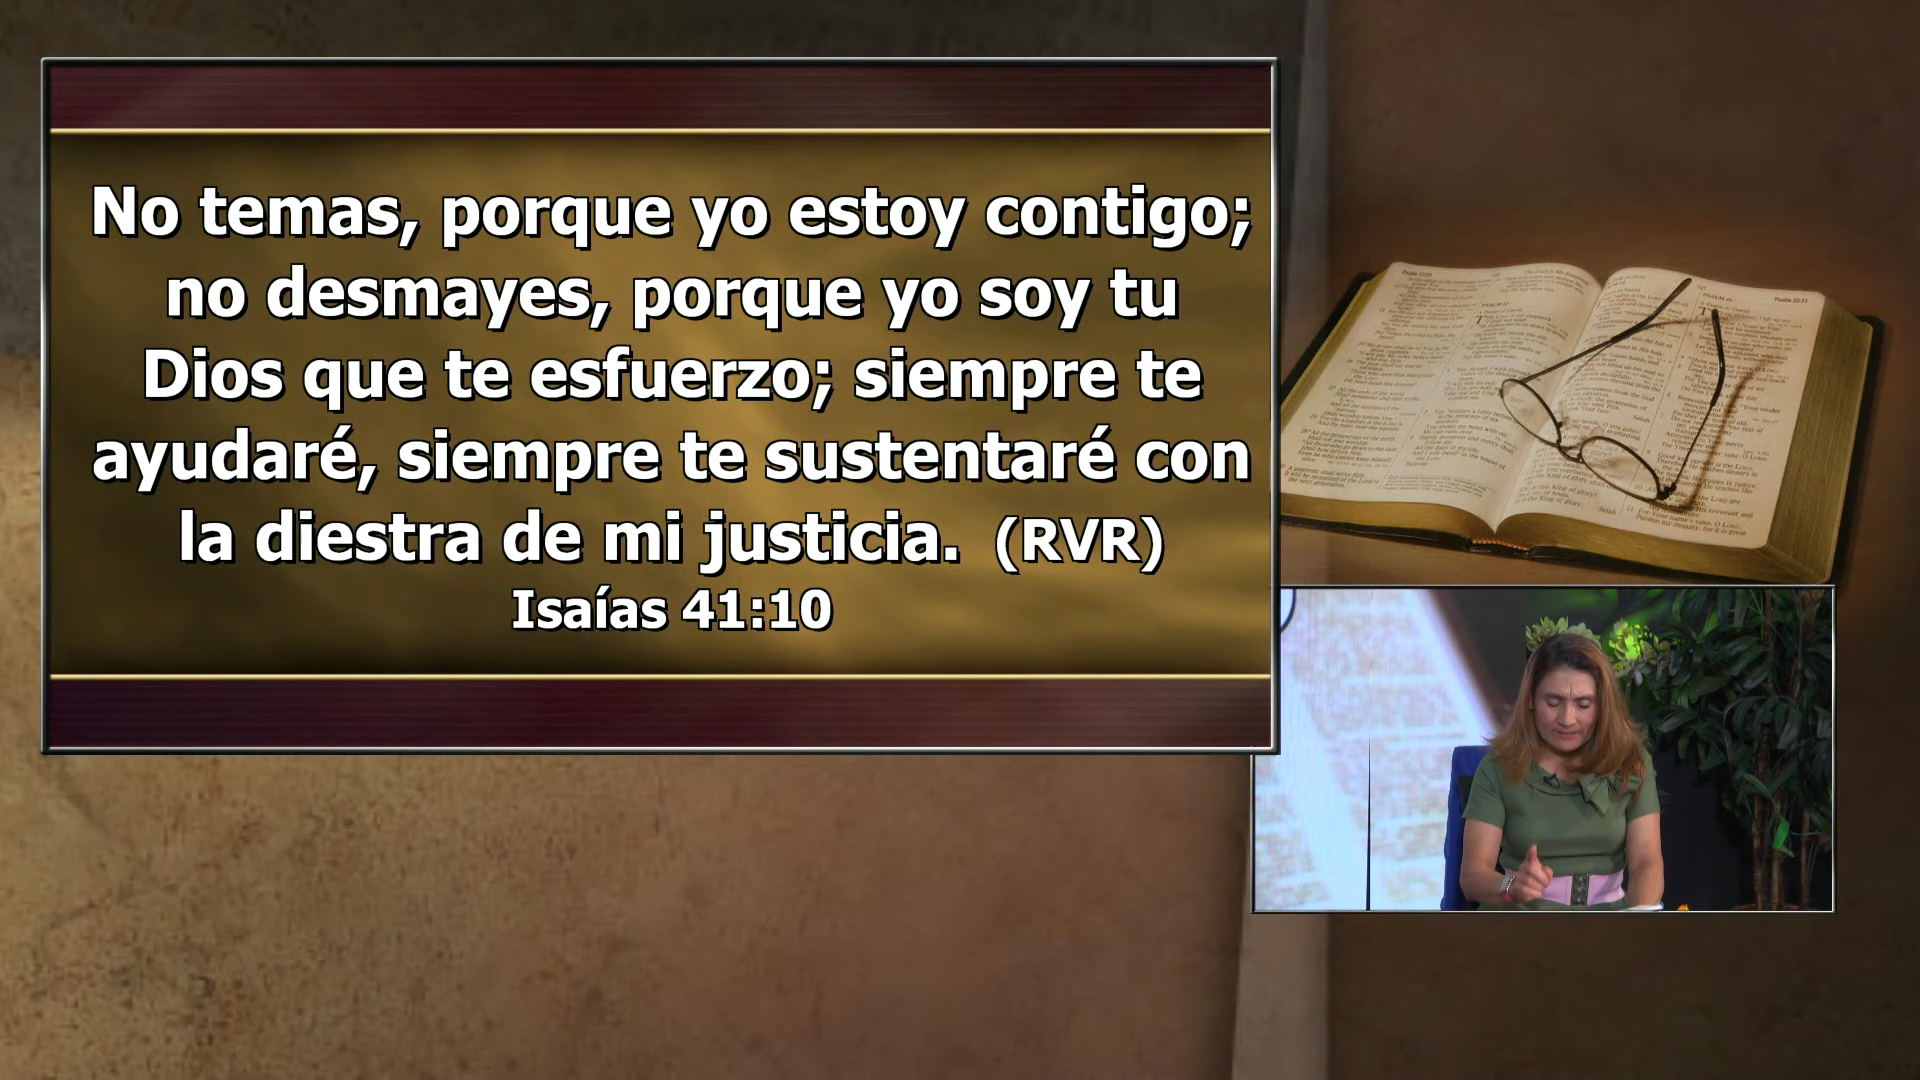 No temas, porque yo estoy contigo;
no desmayes, porque yo soy tu
Dios que te esfuerzo; siempre te
ayudaré, siempre te sustentaré con
la diestra de mi justicia. (RVR)
Isaías 41:10